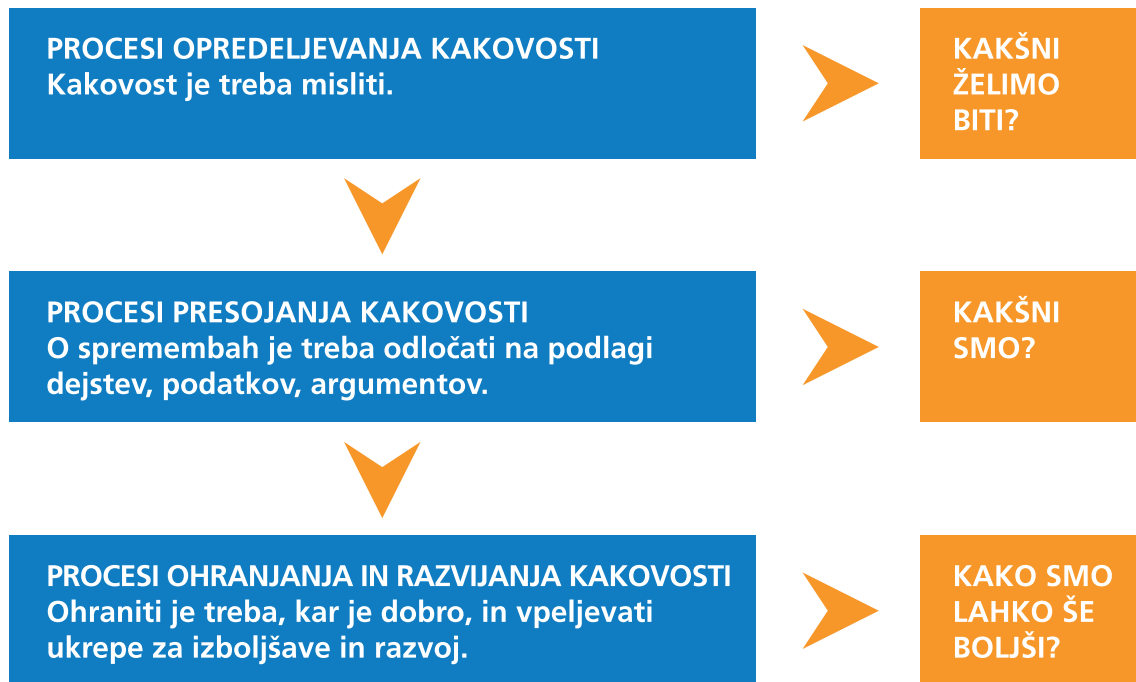 PROCESI OPREDELJEVANJA KAKOVOSTI
Kakovost je treba misliti.
KAKŠNI
ŽELIMO
BITI?
PROCESI PRESOJANJA KAKOVOSTI
O spremembah je treba odločati na podlagi
dejstev, podatkov, argumentov.
KAKŠNI
SMO?
PROCESI OHRANJANJA IN RAZVIJANJA KAKOVOSTI
Ohraniti je treba, kar je dobro, in vpeljevati
ukrepe za izboljšave in razvoj.
KAKO SMO
LAHKO ŠE
BOLJŠI?